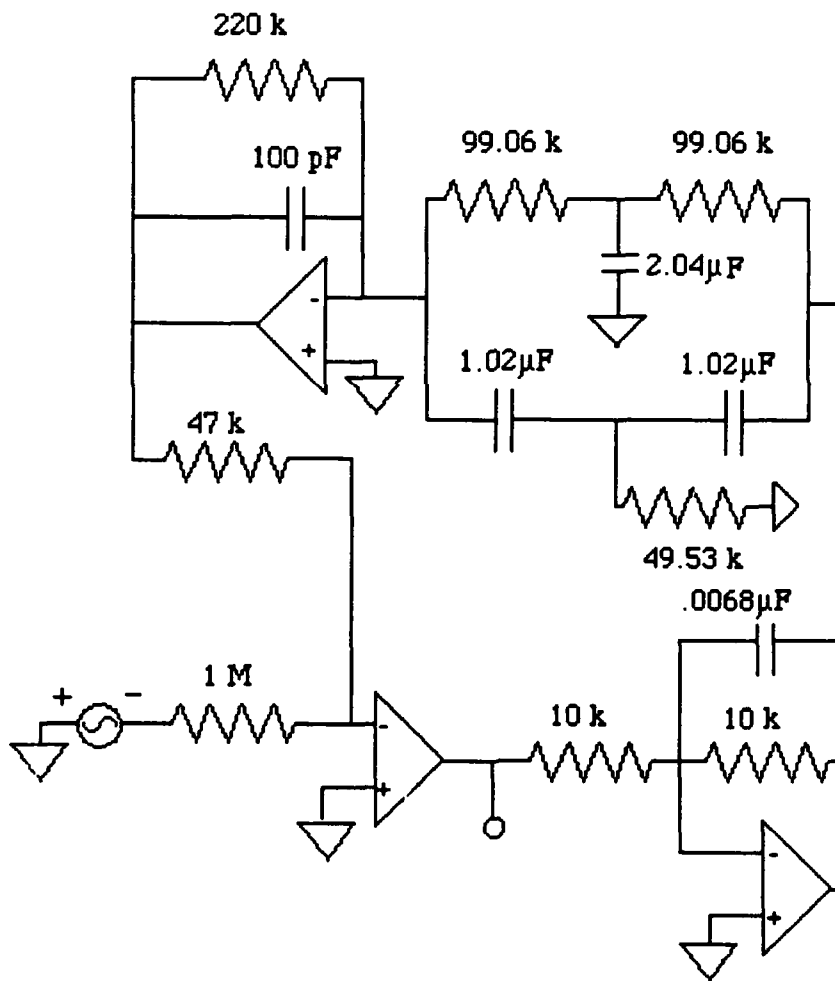 220 k
100 pF
99.06 k
99.06 k
2.04µF
-
+
1.02µF
1.02µF
47 k
49.53 k
.0068µF
+
-
1 M
10 k
10 k
-
+
-
+